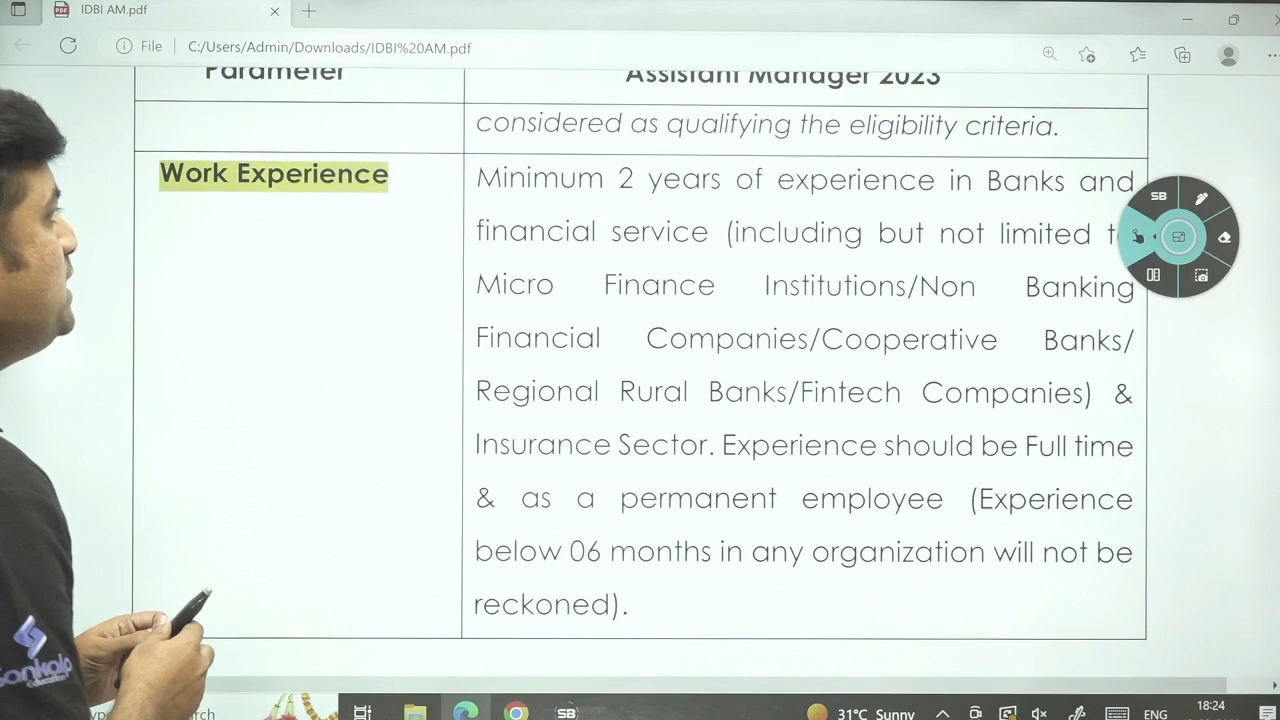 IDBI AM.pdf
File
C:/Users/Admin/Downloads/IDBI%20AM.pdf
Parameter
Assistant Manager 2023
considered as qualifying the eligibility criteria.
Work Experience
Minimum 2 years of experience in Banks and
financial service (including but not limited
Micro Finance Institutions/Non Banking
Financial Companies/Cooperative Banks/
Regional Rural Banks/Fintech Companies) &
Insurance Sector. Experience should be Full time
& as a permanent employee (Experience
below 06 months in any organization will not be
reckoned).
SB
Sankalp
SB
31°C Sunny
ENG
18:24